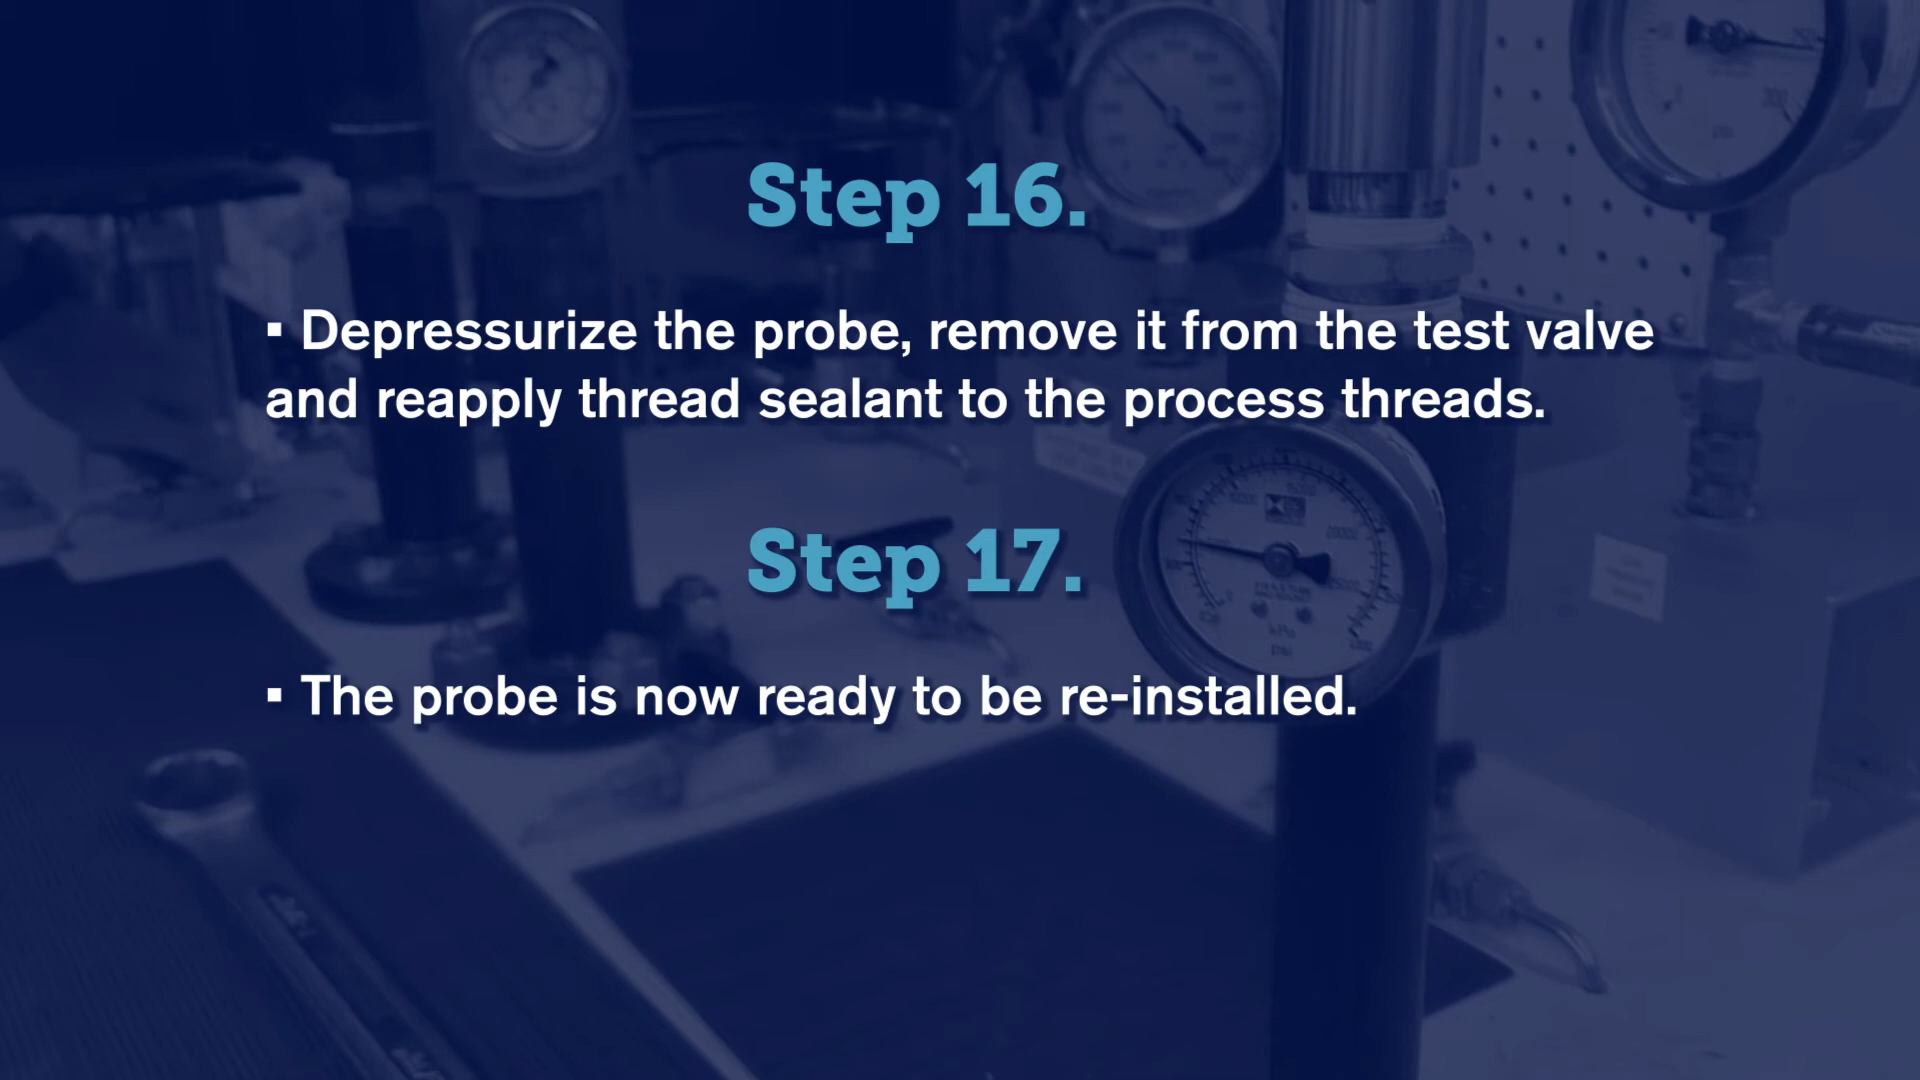 Step 16.
▪ Depressurize the probe, remove it from the test valve
and reapply thread sealant to the process threads.
Step 17.
▪ The probe is now ready to be re-installed.